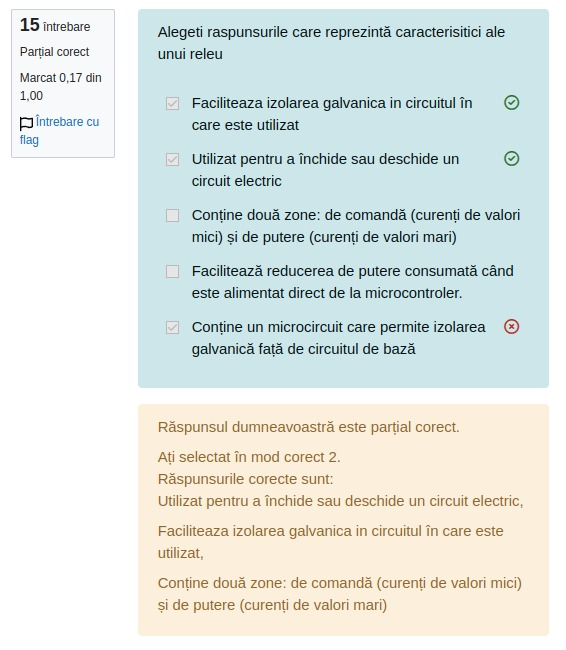 15 întrebare
Parțial corect
Marcat 0,17 din
1,00
Întrebare cu
flag
Alegeti raspunsurile care reprezintă caracterisitici ale
unui releu
Faciliteaza izolarea galvanica in circuitul în
care este utilizat
Utilizat pentru a închide sau deschide un
circuit electric
Conține două zone: de comandă (curenți de valori
mici) și de putere (curenți de valori mari)
Facilitează reducerea de putere consumată când
este alimentat direct de la microcontroler.
Conține un microcircuit care permite izolarea
galvanică față de circuitul de bază
Răspunsul dumneavoastră este parțial corect.
Ați selectat în mod corect 2.
Răspunsurile corecte sunt:
Utilizat pentru a închide sau deschide un circuit electric,
Faciliteaza izolarea galvanica in circuitul în care este
utilizat,
Conține două zone: de comandă (curenți de valori mici)
și de putere (curenți de valori mari)